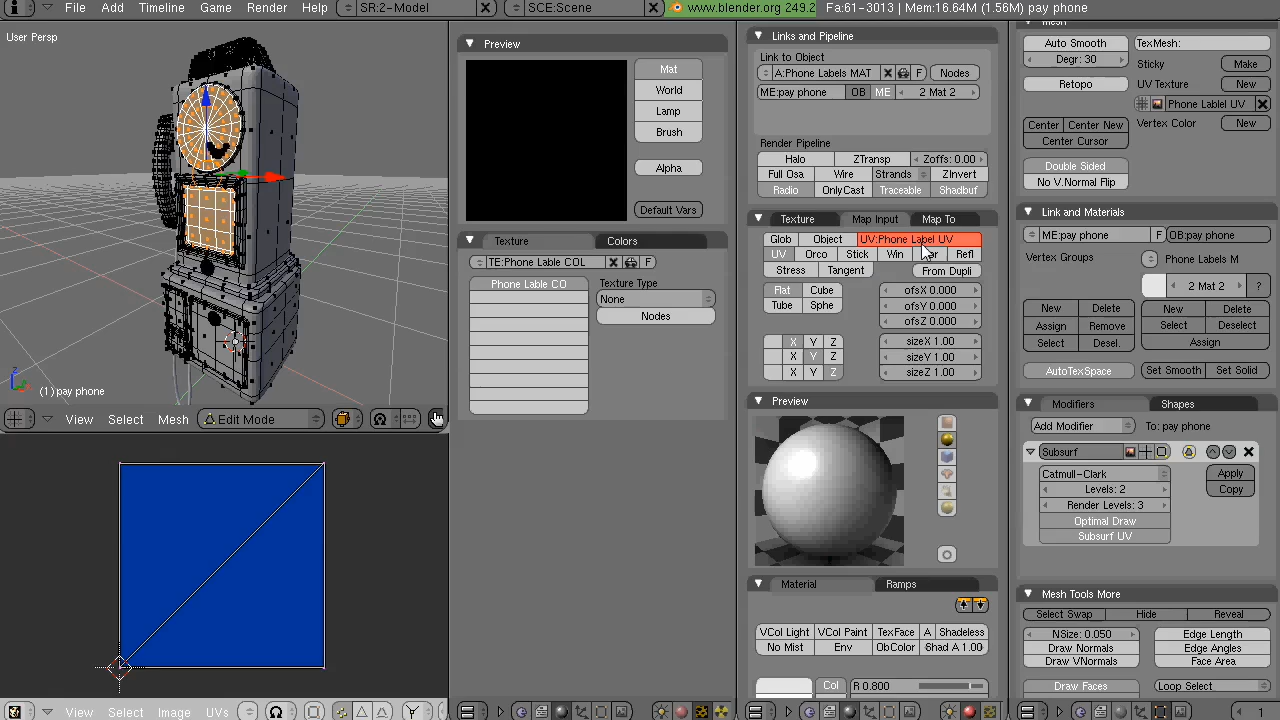 File Add Timeline Game Render Help SR:2-Model SCE:Scene www.blender.org 249.2 Fa:61-3013 | Mem:16.64M (1.56M) pay phone
User Persp
(1) pay phone
View Select Mesh Edit Mode
View Select Image UVs
Preview
Mat
World
Lamp
Brush
Alpha
Default Vars
Texture Colors
TE:Phone Lable COL F
Phone Lable CO
Texture Type
None
Nodes
Links and Pipeline
Link to Object
A:Phone Labels MAT F Nodes
ME:pay phone OB ME 2 Mat 2
Render Pipeline
Halo ZTransp Zoffs: 0.00
Full Osa Wire Strands ZInvert
Radio OnlyCast Traceable Shadbuf
Texture Map Input Map To
Glob Object UV:Phone Label UV
UV Orco Stick Win Refl
Stress Tangent From Dupli
Flat Cube ofsX 0.000
Tube Sphe ofsY 0.000
ofsZ 0.000
X Y Z sizeX 1.00
X Y Z sizeY 1.00
X Y Z sizeZ 1.00
Preview
Material Ramps
VCol Light VCol Paint TexFace A Shadeless
No Mist Env ObColor Shad A 1.00
Col R 0.800
Mesh
Auto Smooth TexMesh:
Degr: 30 Sticky Make
Retopo UV Texture New
Phone Lablel UV
Center Center New Vertex Color New
Center Cursor
Double Sided
No V.Normal Flip
Link and Materials
ME:pay phone F OB:pay phone
Vertex Groups Phone Labels M
2 Mat 2 ?
New Delete New Delete
Assign Remove Select Deselect
Select Desel. Assign
AutoTexSpace Set Smooth Set Solid
Modifiers Shapes
Add Modifier To: pay phone
Subsurf
Catmull-Clark Apply
Levels: 2 Copy
Render Levels: 3
Optimal Draw
Subsurf UV
Mesh Tools More
Select Swap Hide Reveal
NSize: 0.050 Edge Length
Draw Normals Edge Angles
Draw VNormals Face Area
Draw Faces Loop Select
1